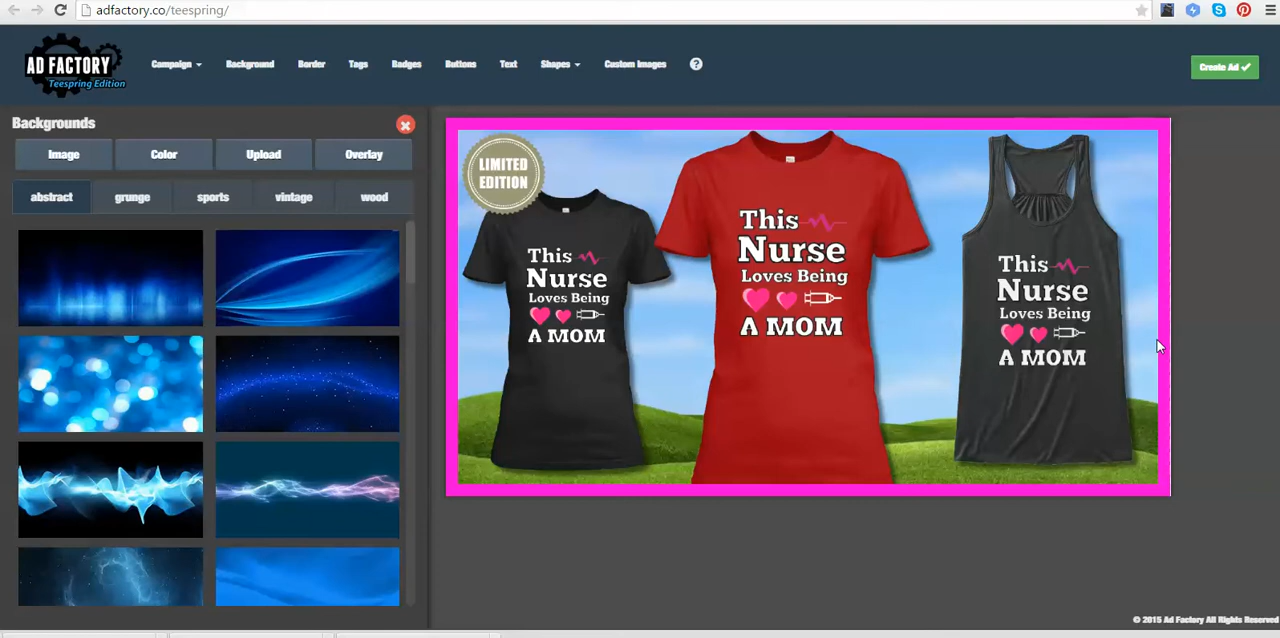 adfactory.co/teespring/
AD FACTORY
Teespring Edition
Campaign
Background
Border
Tags
Badges
Buttons
Text
Shapes
Custom Images
?
Create Ad
Backgrounds
Image
Color
Upload
Overlay
abstract
grunge
sports
vintage
wood
LIMITED
EDITION
This
Nurse
Loves Being
A MOM
This
Nurse
Loves Being
A MOM
This
Nurse
Loves Being
A MOM
© 2015 Ad Factory All Rights Reserved